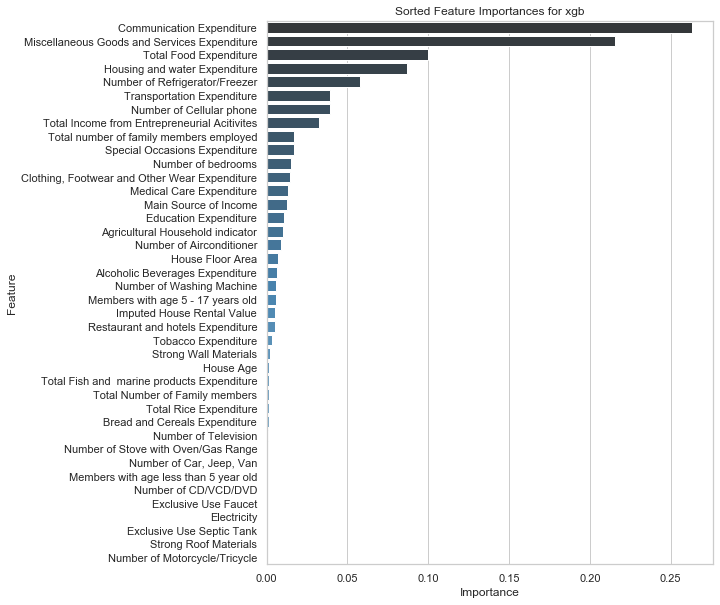 Sorted Feature Importances for xgb
Communication Expenditure
Miscellaneous Goods and Services Expenditure
Total Food Expenditure
Housing and water Expenditure
Number of Refrigerator/Freezer
Transportation Expenditure
Number of Cellular phone
Total Income from Entrepreneurial Acitivites
Total number of family members employed
Special Occasions Expenditure
Number of bedrooms
Clothing, Footwear and Other Wear Expenditure
Medical Care Expenditure
Main Source of Income
Education Expenditure
Agricultural Household indicator
Number of Airconditioner
House Floor Area
Alcoholic Beverages Expenditure
Number of Washing Machine
Members with age 5 - 17 years old
Imputed House Rental Value
Restaurant and hotels Expenditure
Tobacco Expenditure
Strong Wall Materials
House Age
Total Fish and  marine products Expenditure
Total Number of Family members
Total Rice Expenditure
Bread and Cereals Expenditure
Number of Television
Number of Stove with Oven/Gas Range
Number of Car, Jeep, Van
Members with age less than 5 year old
Number of CD/VCD/DVD
Exclusive Use Faucet
Electricity
Exclusive Use Septic Tank
Strong Roof Materials
Number of Motorcycle/Tricycle
Feature
0.00 0.05 0.10 0.15 0.20 0.25
Importance